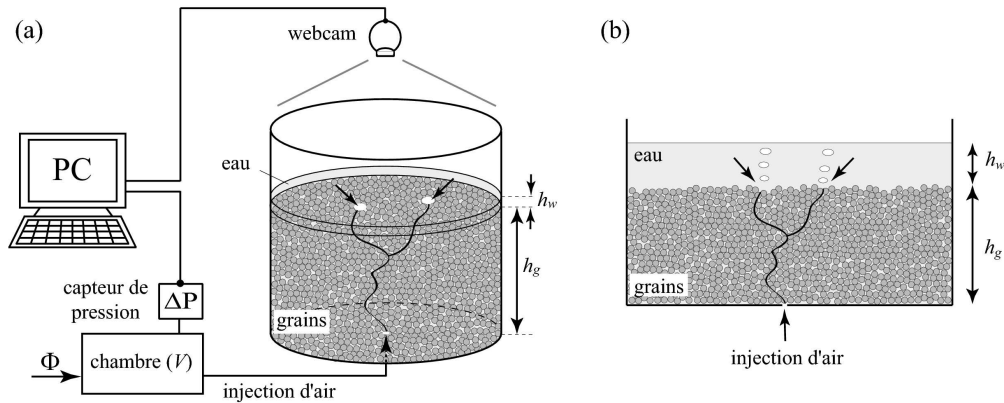 (a)
webcam
PC
eau
h_w
h_g
capteur de
pression
ΔP
grains
Φ
chambre (V)
injection d'air
(b)
eau
h_w
h_g
grains
injection d'air